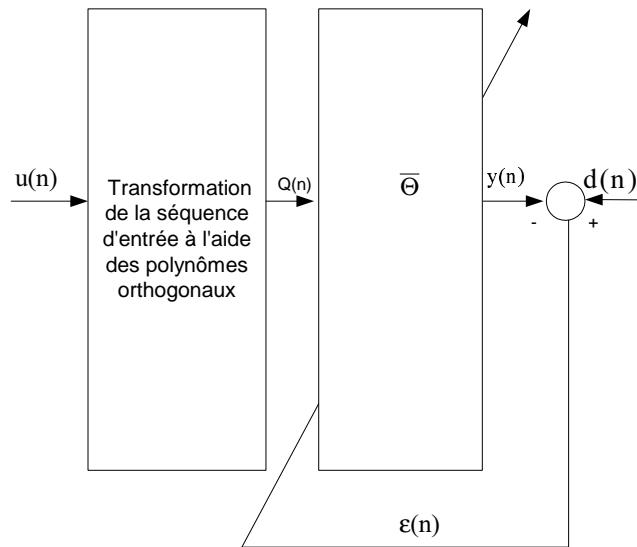 u(n)
Transformation
de la séquence
d'entrée à l'aide
des polynômes
orthogonaux
Q(n)
Θ̅
y(n)
d(n)
-
+
ε(n)